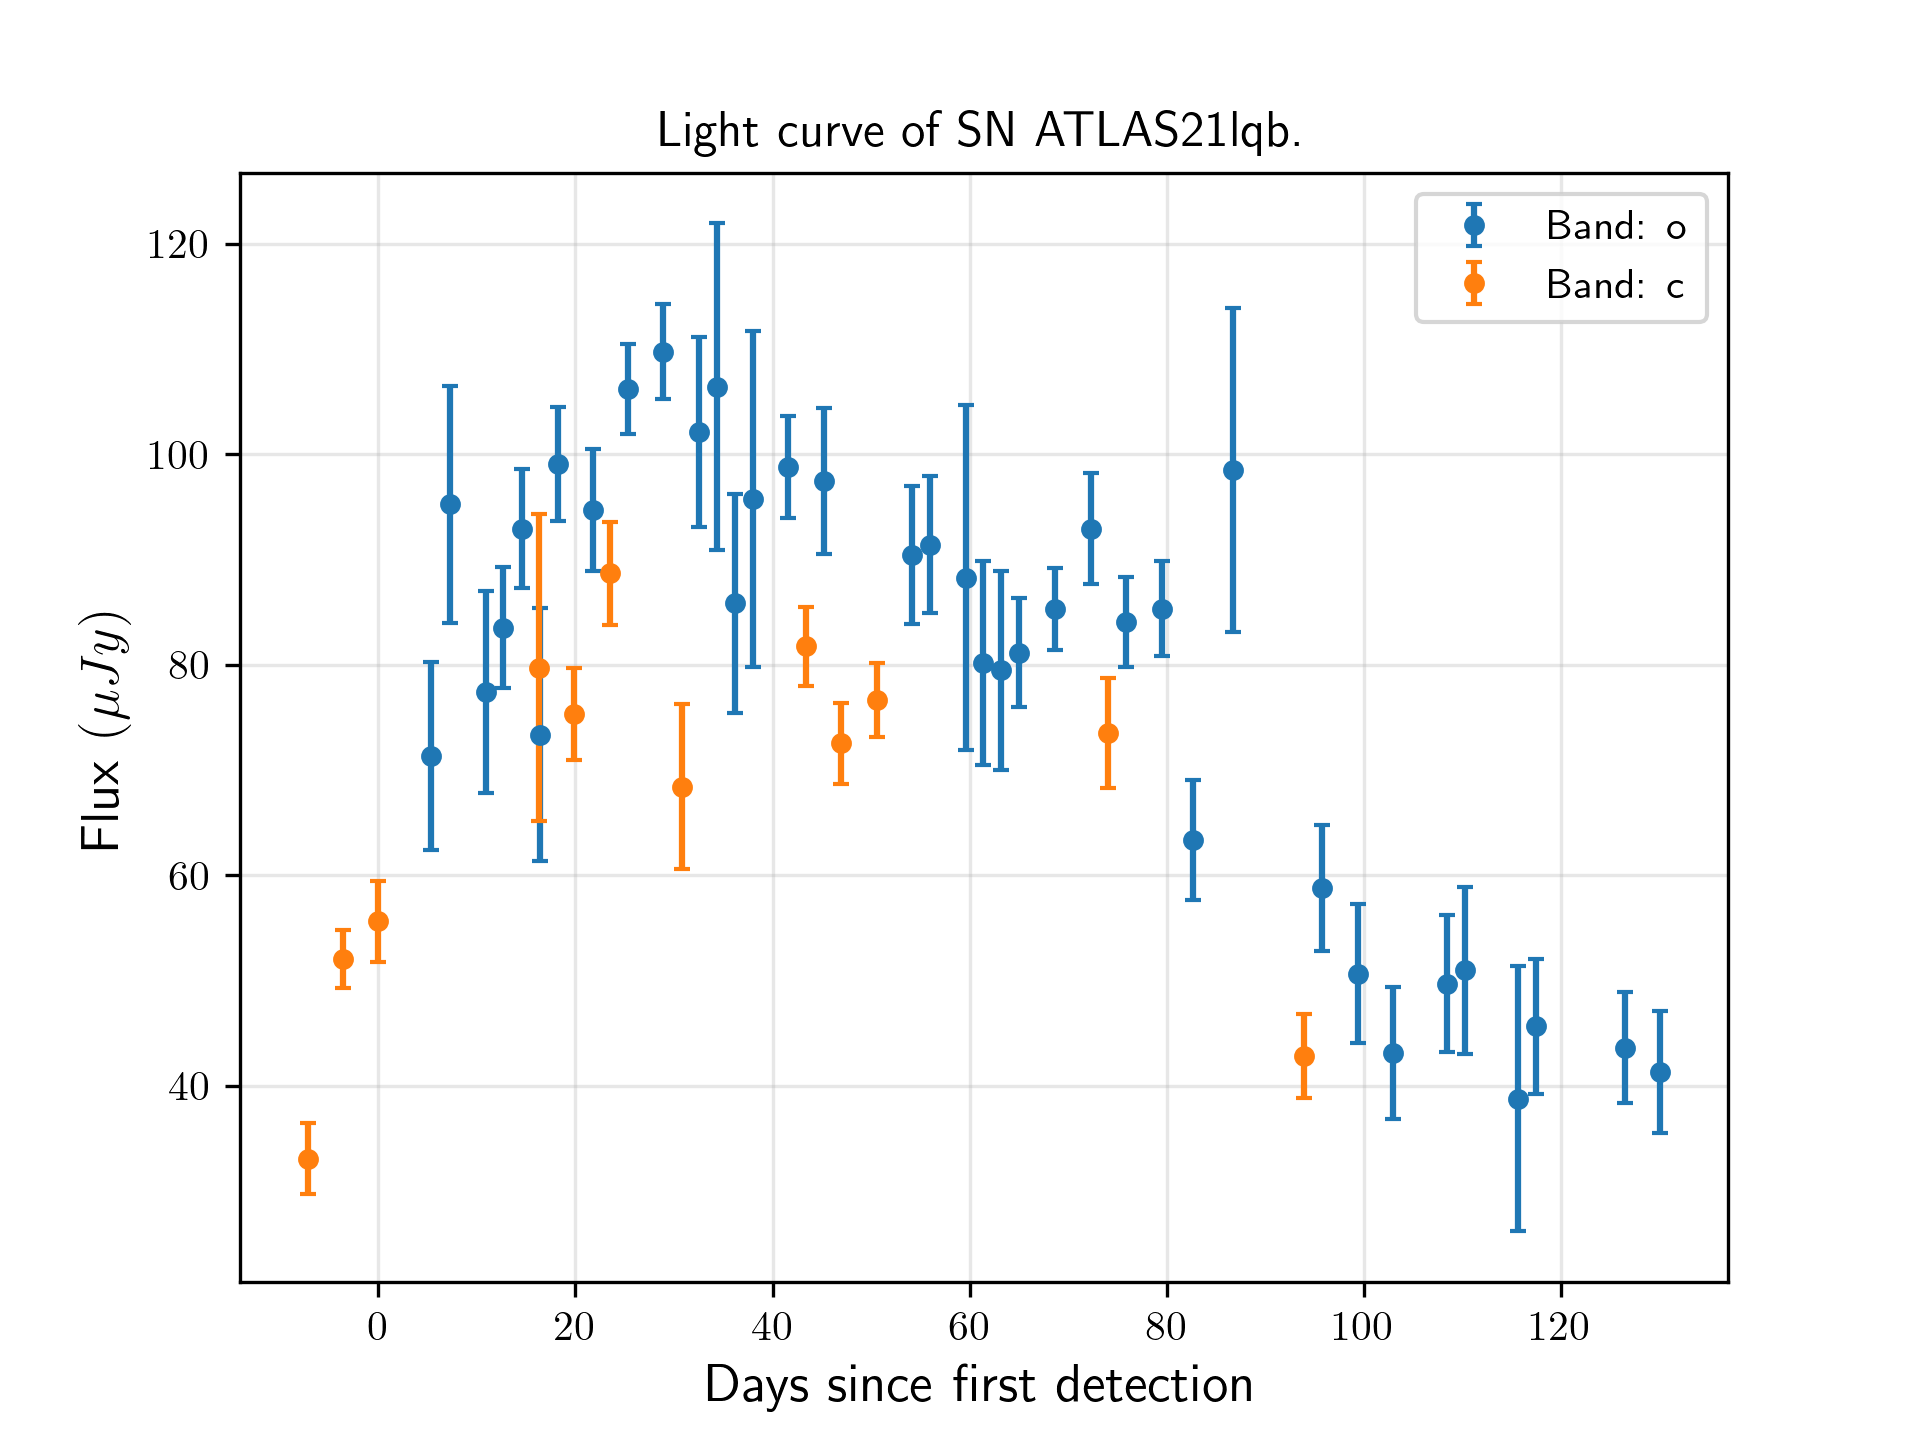 Light curve of SN ATLAS21lqb.
Band: o
Band: c
120
100
80
60
40
Flux (μJy)
0 20 40 60 80 100 120
Days since first detection